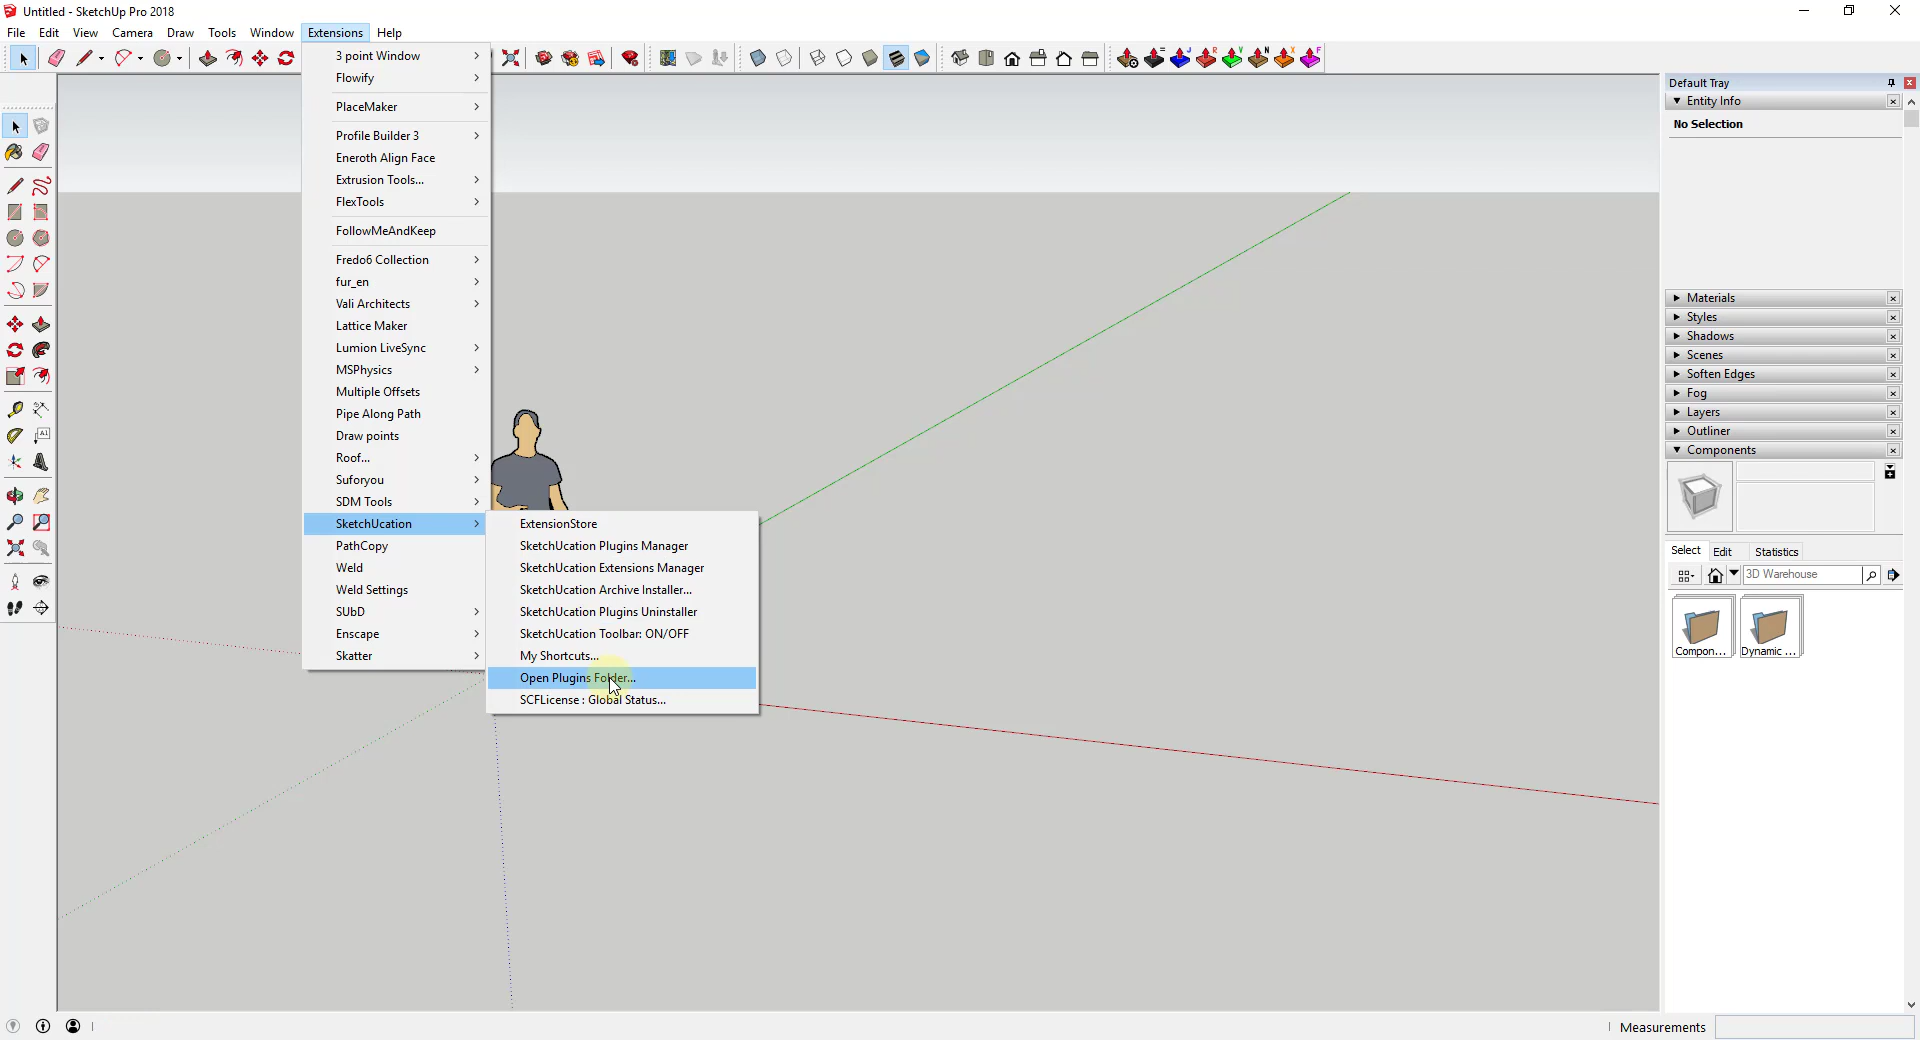 Untitled - SketchUp Pro 2018
File Edit View Camera Draw Tools Window Extensions Help
3 point Window
Flowify
PlaceMaker
Profile Builder 3
Eneroth Align Face
Extrusion Tools...
FlexTools
FollowMeAndKeep
Fredo6 Collection
fur_en
Vali Architects
Lattice Maker
Lumion LiveSync
MSPhysics
Multiple Offsets
Pipe Along Path
Draw points
Roof...
Suforyou
SDM Tools
SketchUcation
PathCopy
Weld
Weld Settings
SUbD
Enscape
Skatter
ExtensionStore
SketchUcation Plugins Manager
SketchUcation Extensions Manager
SketchUcation Archive Installer...
SketchUcation Plugins Uninstaller
SketchUcation Toolbar: ON/OFF
My Shortcuts...
Open Plugins Folder...
SCFLicense : Global Status...
Default Tray
Entity Info
No Selection
Materials
Styles
Shadows
Scenes
Soften Edges
Fog
Layers
Outliner
Components
Select Edit Statistics
3D Warehouse
Compon... Dynamic ...
Measurements